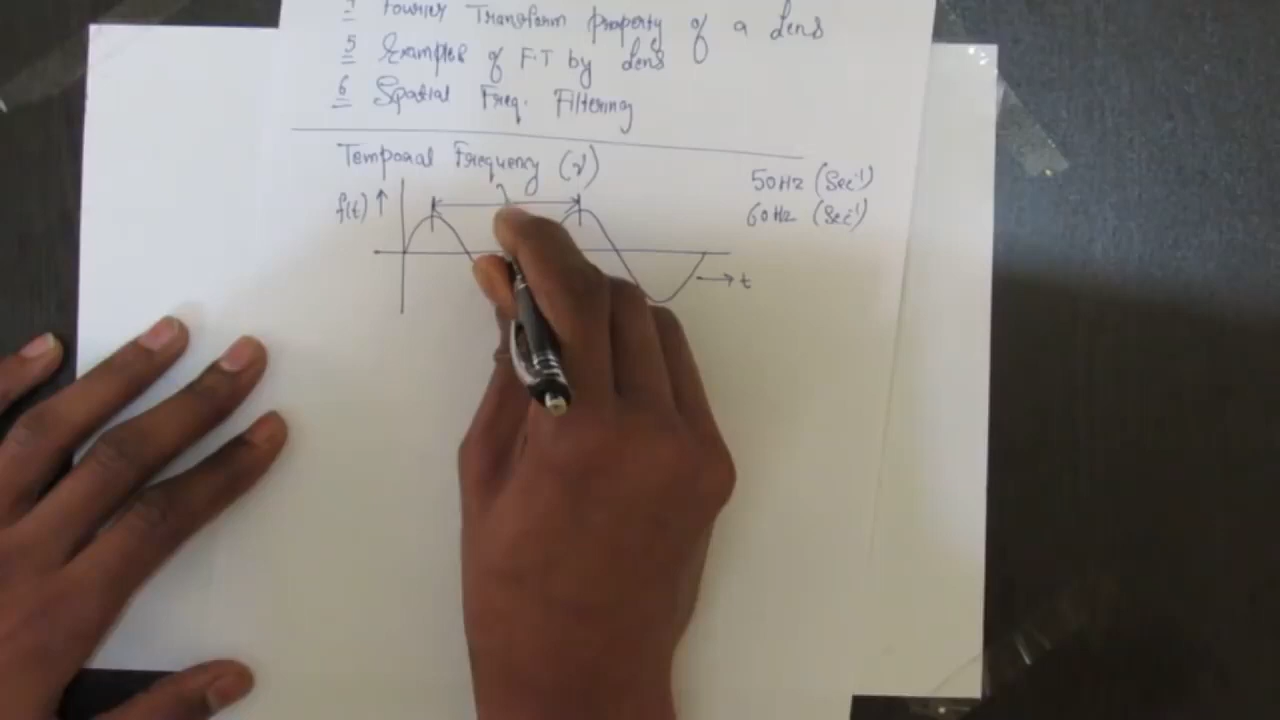 Fourier Transform property of a Lens
5 Examples of F.T by Lens
6 Spatial Freq. Filtering
Temporal Frequency (ν)
50Hz (Sec⁻¹)
f(t) ↑
60Hz (Sec⁻¹)
→ t